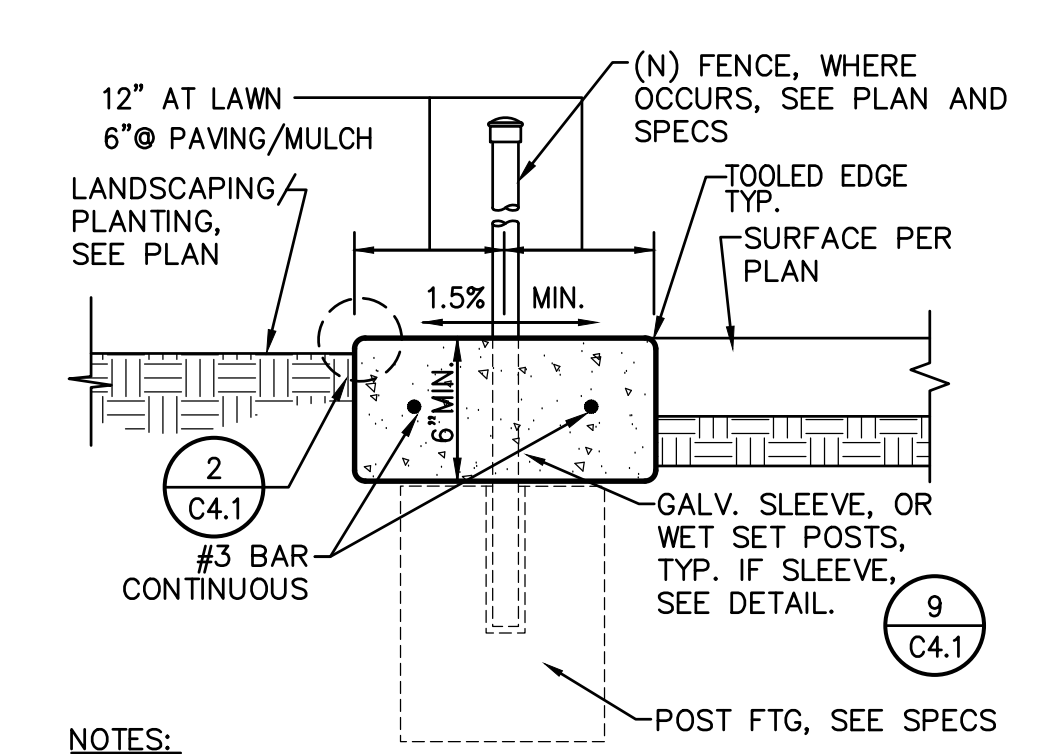 12" AT LAWN
6"@ PAVING/MULCH
(N) FENCE, WHERE
OCCURS, SEE PLAN AND
SPECS
LANDSCAPING/
PLANTING,
SEE PLAN
TOOLED EDGE
TYP.
SURFACE PER
PLAN
1.5% MIN.
6"MIN.
2
C4.1
#3 BAR
CONTINUOUS
GALV. SLEEVE, OR
WET SET POSTS,
TYP. IF SLEEVE,
SEE DETAIL.
9
C4.1
POST FTG, SEE SPECS
NOTES: